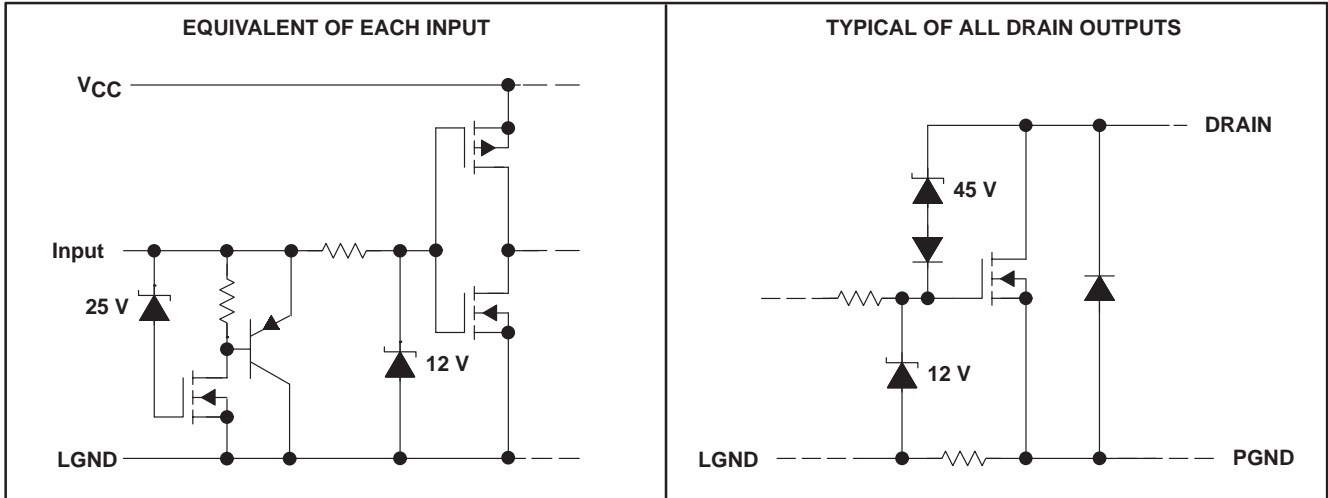 EQUIVALENT OF EACH INPUT
VCC
Input
25 V
12 V
LGND
TYPICAL OF ALL DRAIN OUTPUTS
DRAIN
45 V
12 V
LGND
PGND